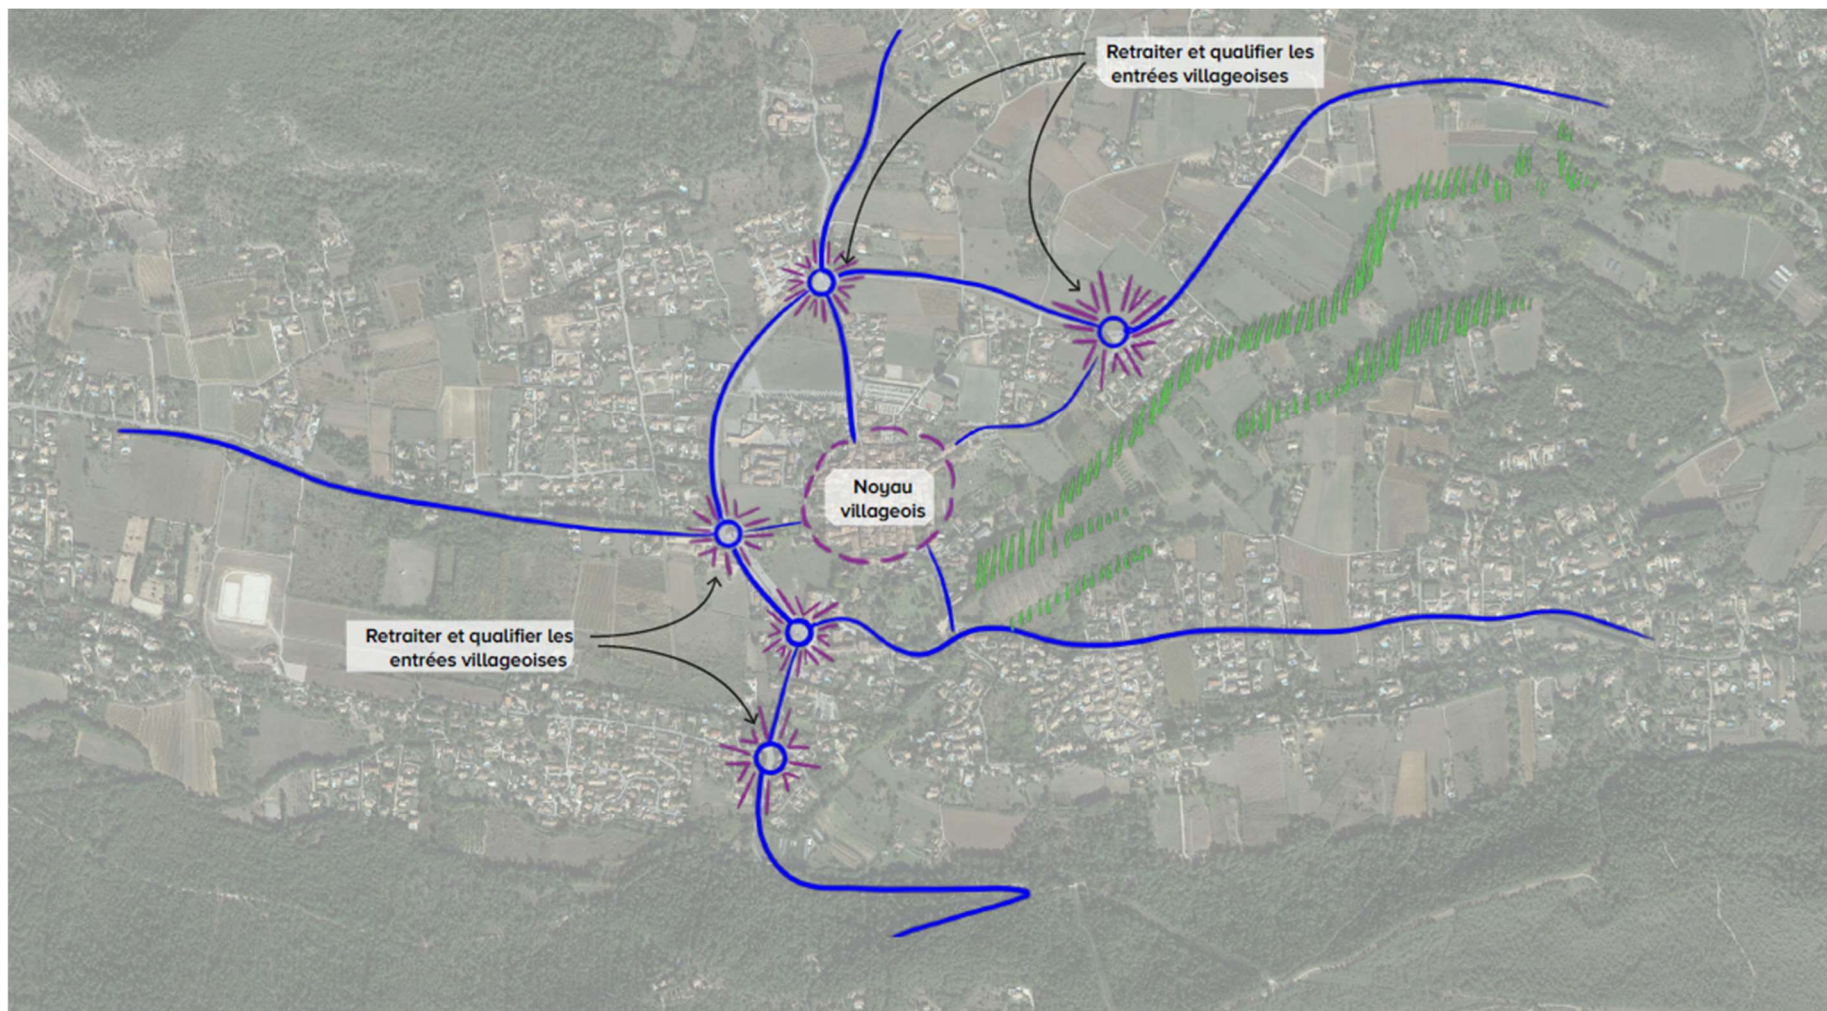 Retraiter et qualifier les
entrées villageoises
Noyau
villageois
Retraiter et qualifier les
entrées villageoises